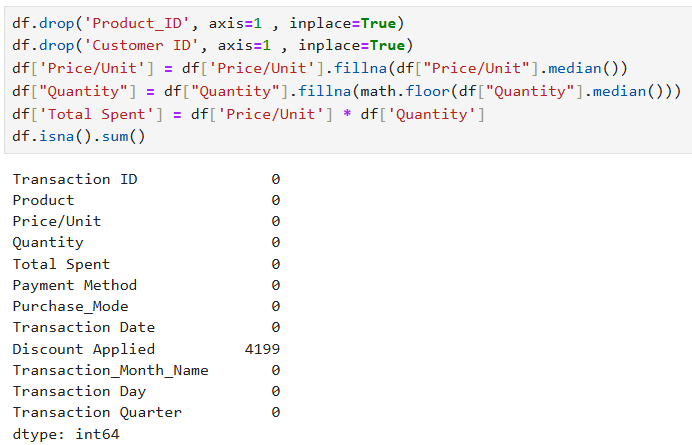 df.drop('Product_ID', axis=1 , inplace=True)
df.drop('Customer ID', axis=1 , inplace=True)
df['Price/Unit'] = df['Price/Unit'].fillna(df["Price/Unit"].median())
df["Quantity"] = df["Quantity"].fillna(math.floor(df["Quantity"].median()))
df['Total Spent'] = df['Price/Unit'] * df['Quantity']
df.isna().sum()
Transaction ID 0
Product 0
Price/Unit 0
Quantity 0
Total Spent 0
Payment Method 0
Purchase_Mode 0
Transaction Date 0
Discount Applied 4199
Transaction_Month_Name 0
Transaction Day 0
Transaction Quarter 0
dtype: int64